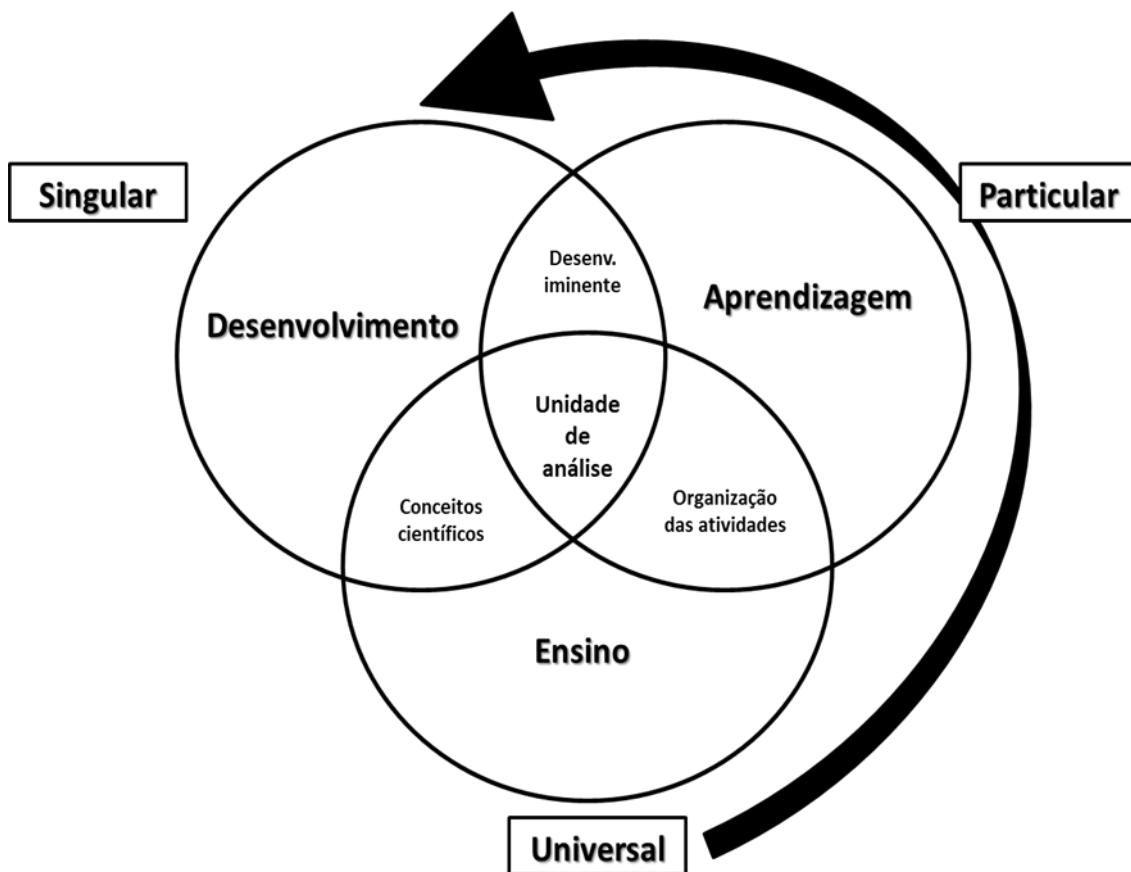 Singular
Particular
Desenv.
iminente
Desenvolvimento
Aprendizagem
Unidade
de
análise
Conceitos
científicos
Organização
das atividades
Ensino
Universal